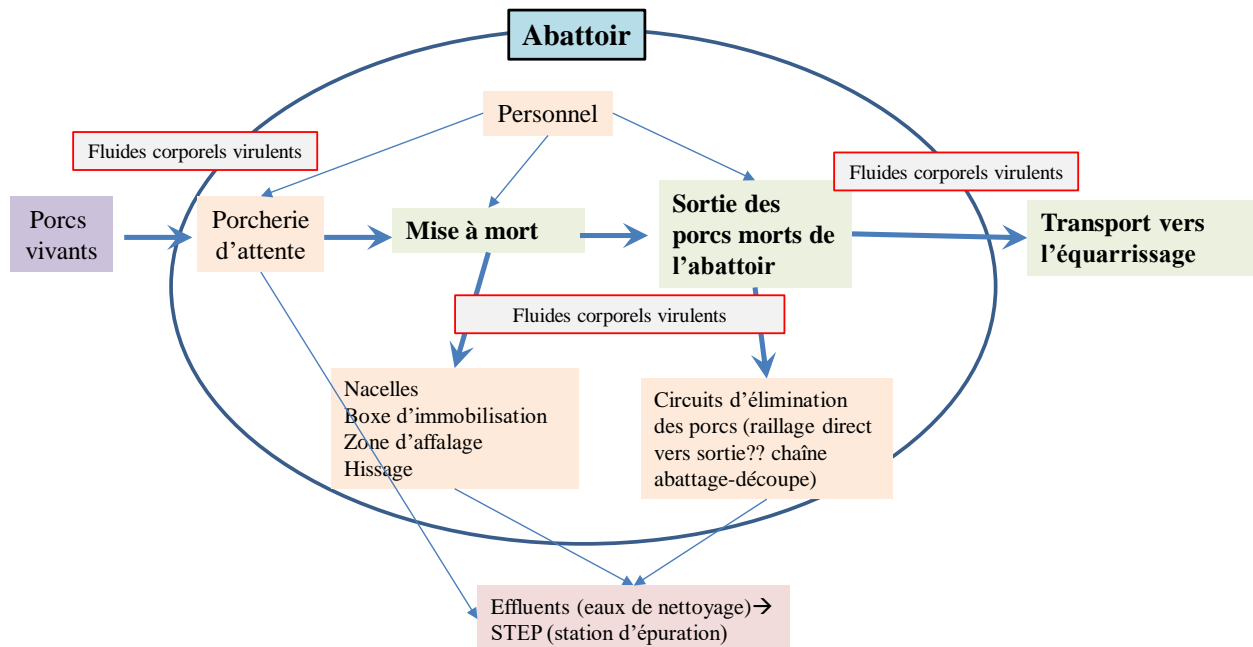 Abattoir
Personnel
Fluides corporels virulents
Fluides corporels virulents
Porcs
vivants
Porcherie
d'attente
Mise à mort
Sortie des
porcs morts de
l'abattoir
Transport vers
l'équarrissage
Fluides corporels virulents
Nacelles
Boxe d'immobilisation
Zone d'affalage
Hissage
Circuits d'élimination
des porcs (raillage direct
vers sortie?? chaîne
abattage-découpe)
Effluents (eaux de nettoyage)→
STEP (station d'épuration)